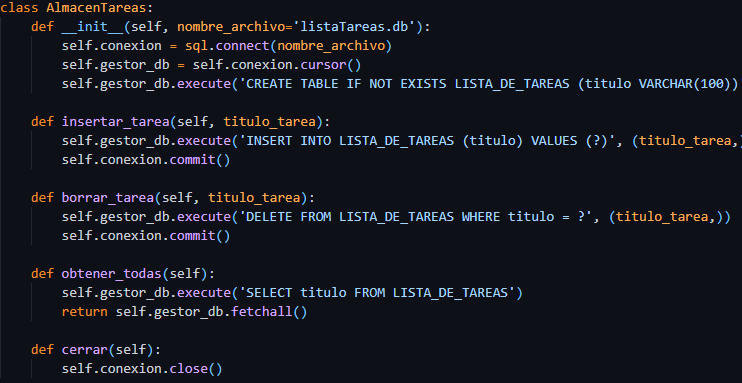 class AlmacenTareas:
    def __init__(self, nombre_archivo='listaTareas.db'):
        self.conexion = sql.connect(nombre_archivo)
        self.gestor_db = self.conexion.cursor()
        self.gestor_db.execute('CREATE TABLE IF NOT EXISTS LISTA_DE_TAREAS (titulo VARCHAR(100))
    def insertar_tarea(self, titulo_tarea):
        self.gestor_db.execute('INSERT INTO LISTA_DE_TAREAS (titulo) VALUES (?)', (titulo_tarea,)
        self.conexion.commit()
    def borrar_tarea(self, titulo_tarea):
        self.gestor_db.execute('DELETE FROM LISTA_DE_TAREAS WHERE titulo = ?', (titulo_tarea,))
        self.conexion.commit()
    def obtener_todas(self):
        self.gestor_db.execute('SELECT titulo FROM LISTA_DE_TAREAS')
        return self.gestor_db.fetchall()
    def cerrar(self):
        self.conexion.close()